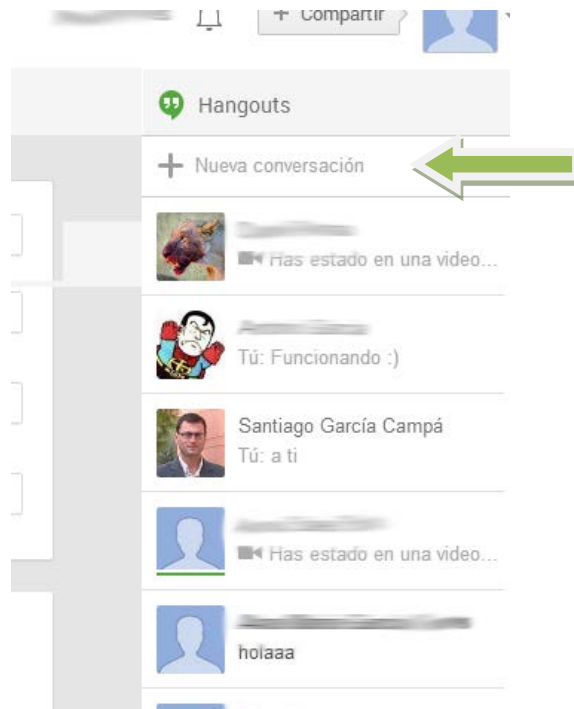 + Compartir
Hangouts
Nueva conversación
Has estado en una video...
Tú: Funcionando :)
Santiago García Campá
Tú: a ti
Has estado en una video...
holaaa